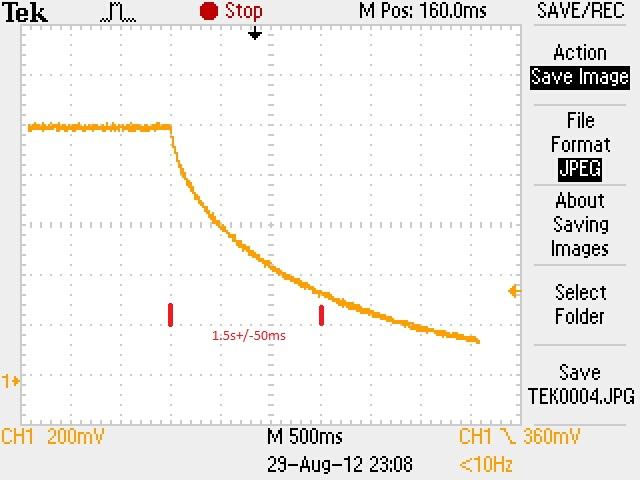 Tek Stop M Pos: 160.0ms SAVE/REC
Action
Save Image
File
Format
JPEG
About
Saving
Images
Select
Folder
1.5s+/-50ms
Save
1
TEK0004.JPG
CH1 200mV M 500ms CH1 360mV
29-Aug-12 23:08 <10Hz